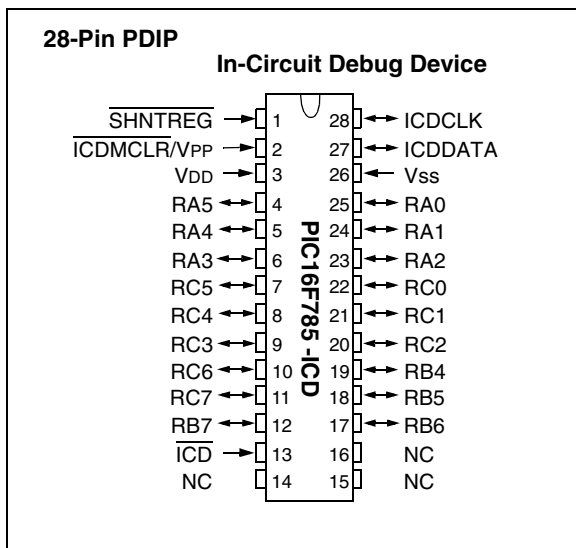 28-Pin PDIP
In-Circuit Debug Device
SHNTREG 1 28 ICDCLK
ICDMCLR/VPP 2 27 ICDDATA
VDD 3 26 Vss
RA5 4 25 RA0
RA4 5 24 RA1
RA3 6 23 RA2
RC5 7 22 RC0
RC4 8 21 RC1
RC3 9 20 RC2
RC6 10 19 RB4
RC7 11 18 RB5
RB7 12 17 RB6
ICD 13 16 NC
NC 14 15 NC
PIC16F785 -ICD